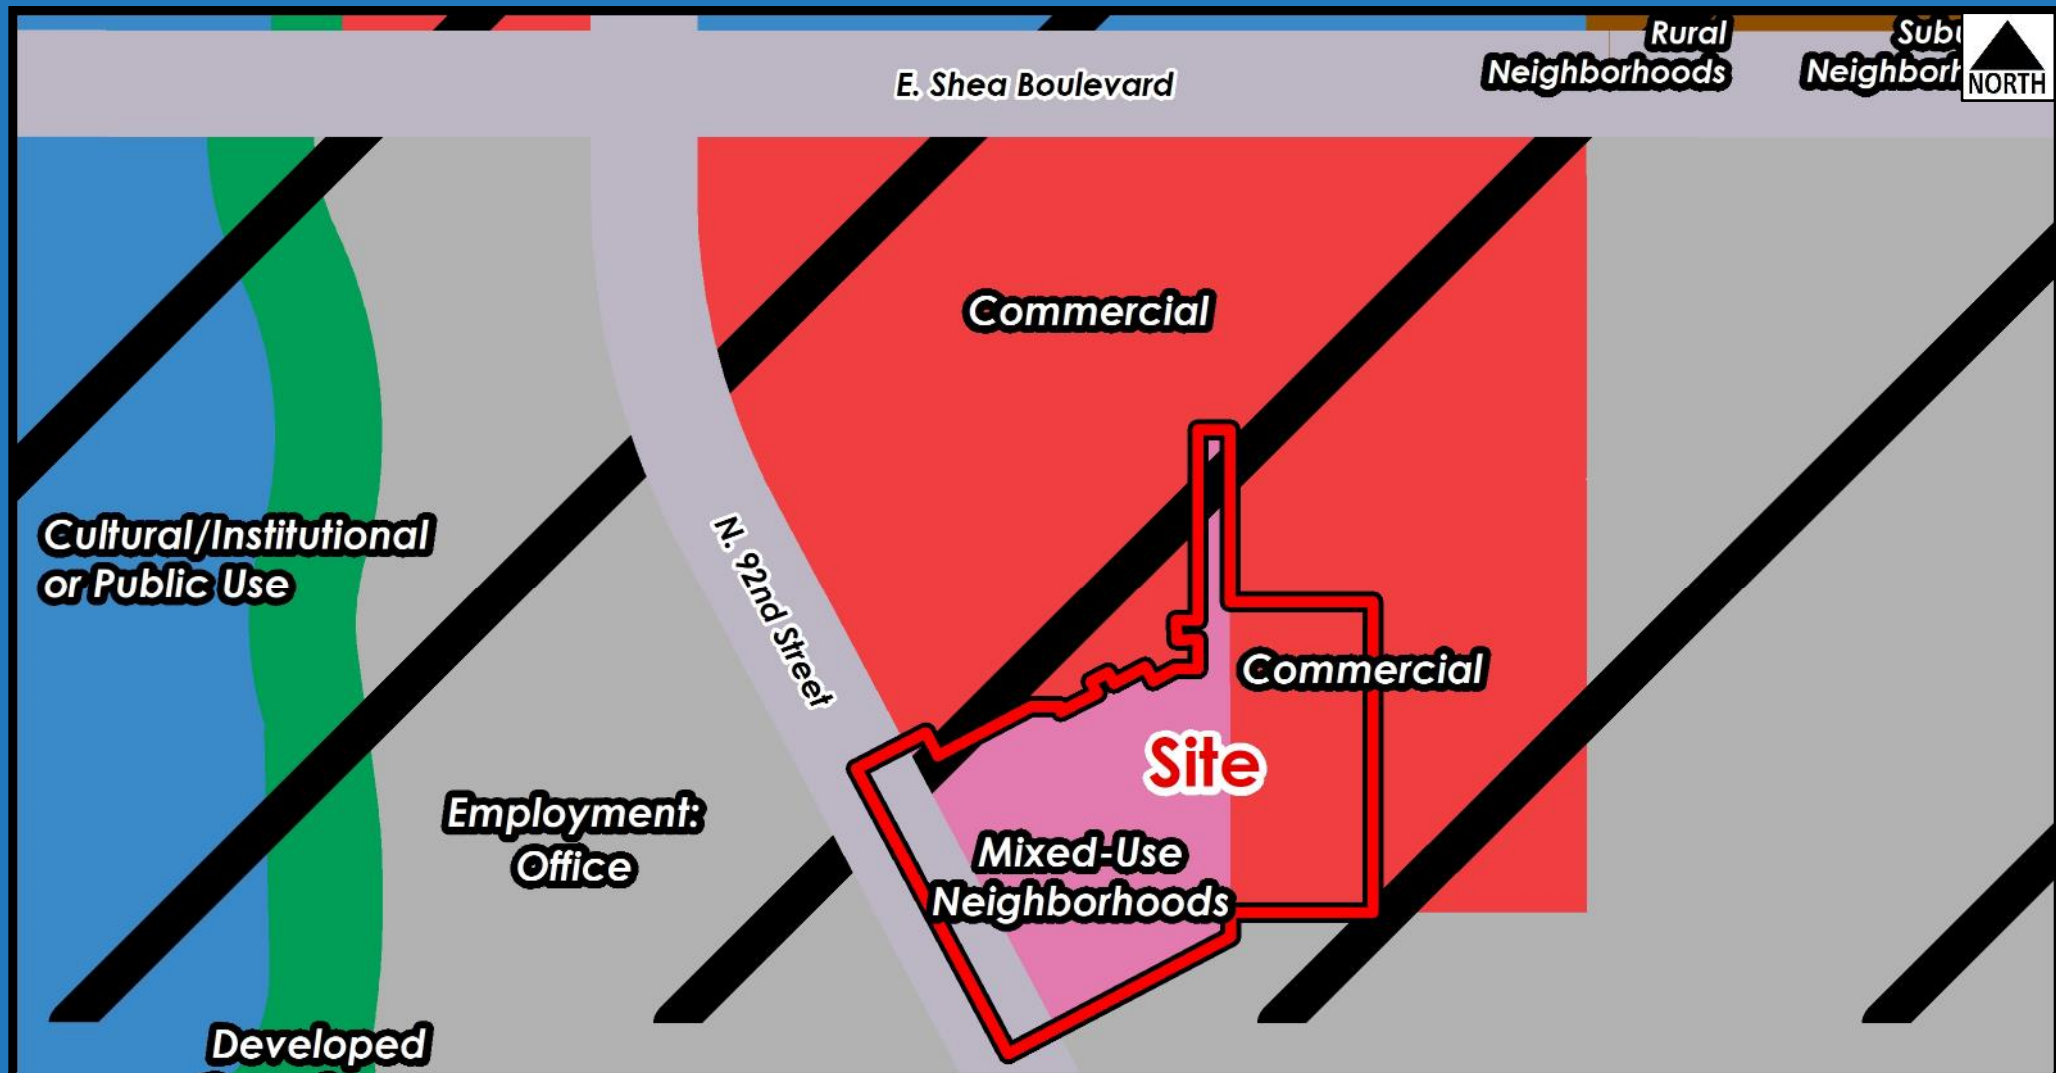 Rural
Neighborhoods
Neighborh
NORTH
E. Shea Boulevard
Commercial
Cultural/Institutional
or Public Use
N. 92nd Street
Commercial
Site
Employment:
Office
Mixed-Use
Neighborhoods
Developed